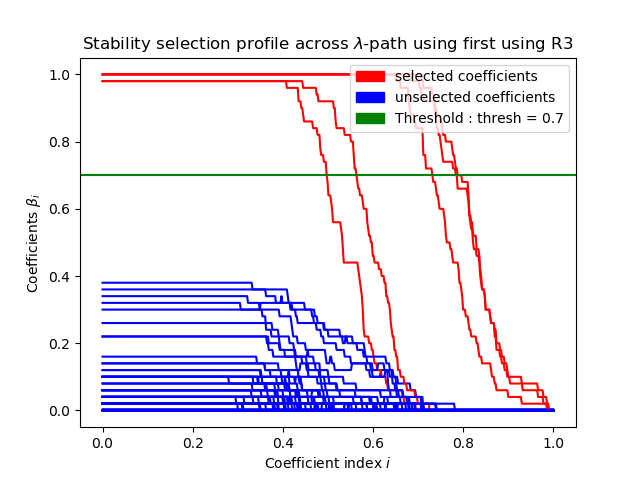 Stability selection profile across λ-path using first using R3
1.0
0.8
0.6
0.4
0.2
0.0
Coefficients βi
selected coefficients
unselected coefficients
Threshold : thresh = 0.7
0.0 0.2 0.4 0.6 0.8 1.0
Coefficient index i